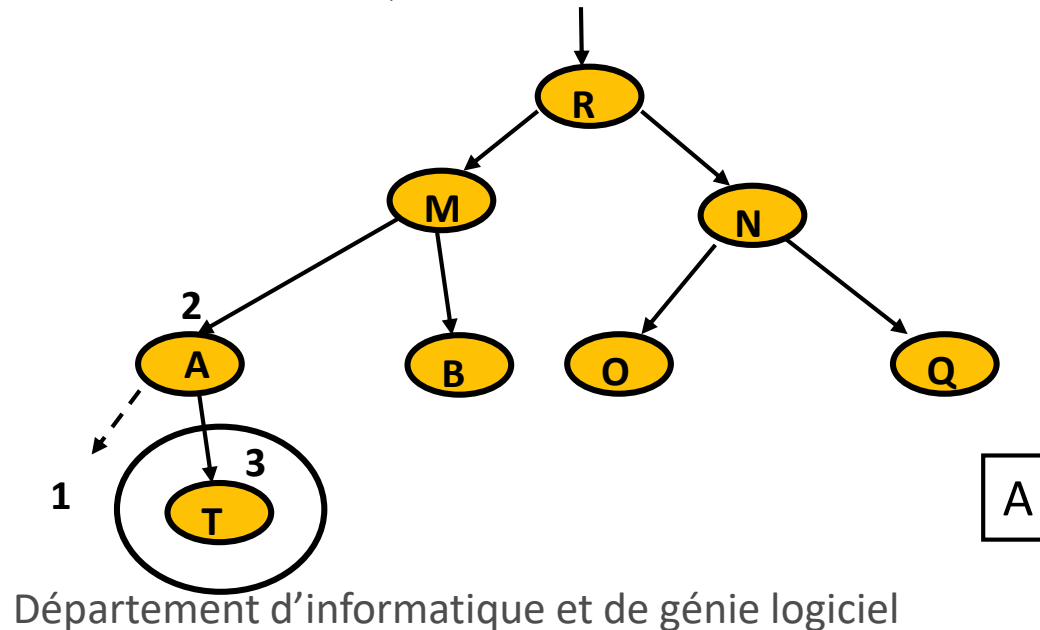 R
M
N
2
A
B
O
Q
1
3
T
A
Département d’informatique et de génie logiciel